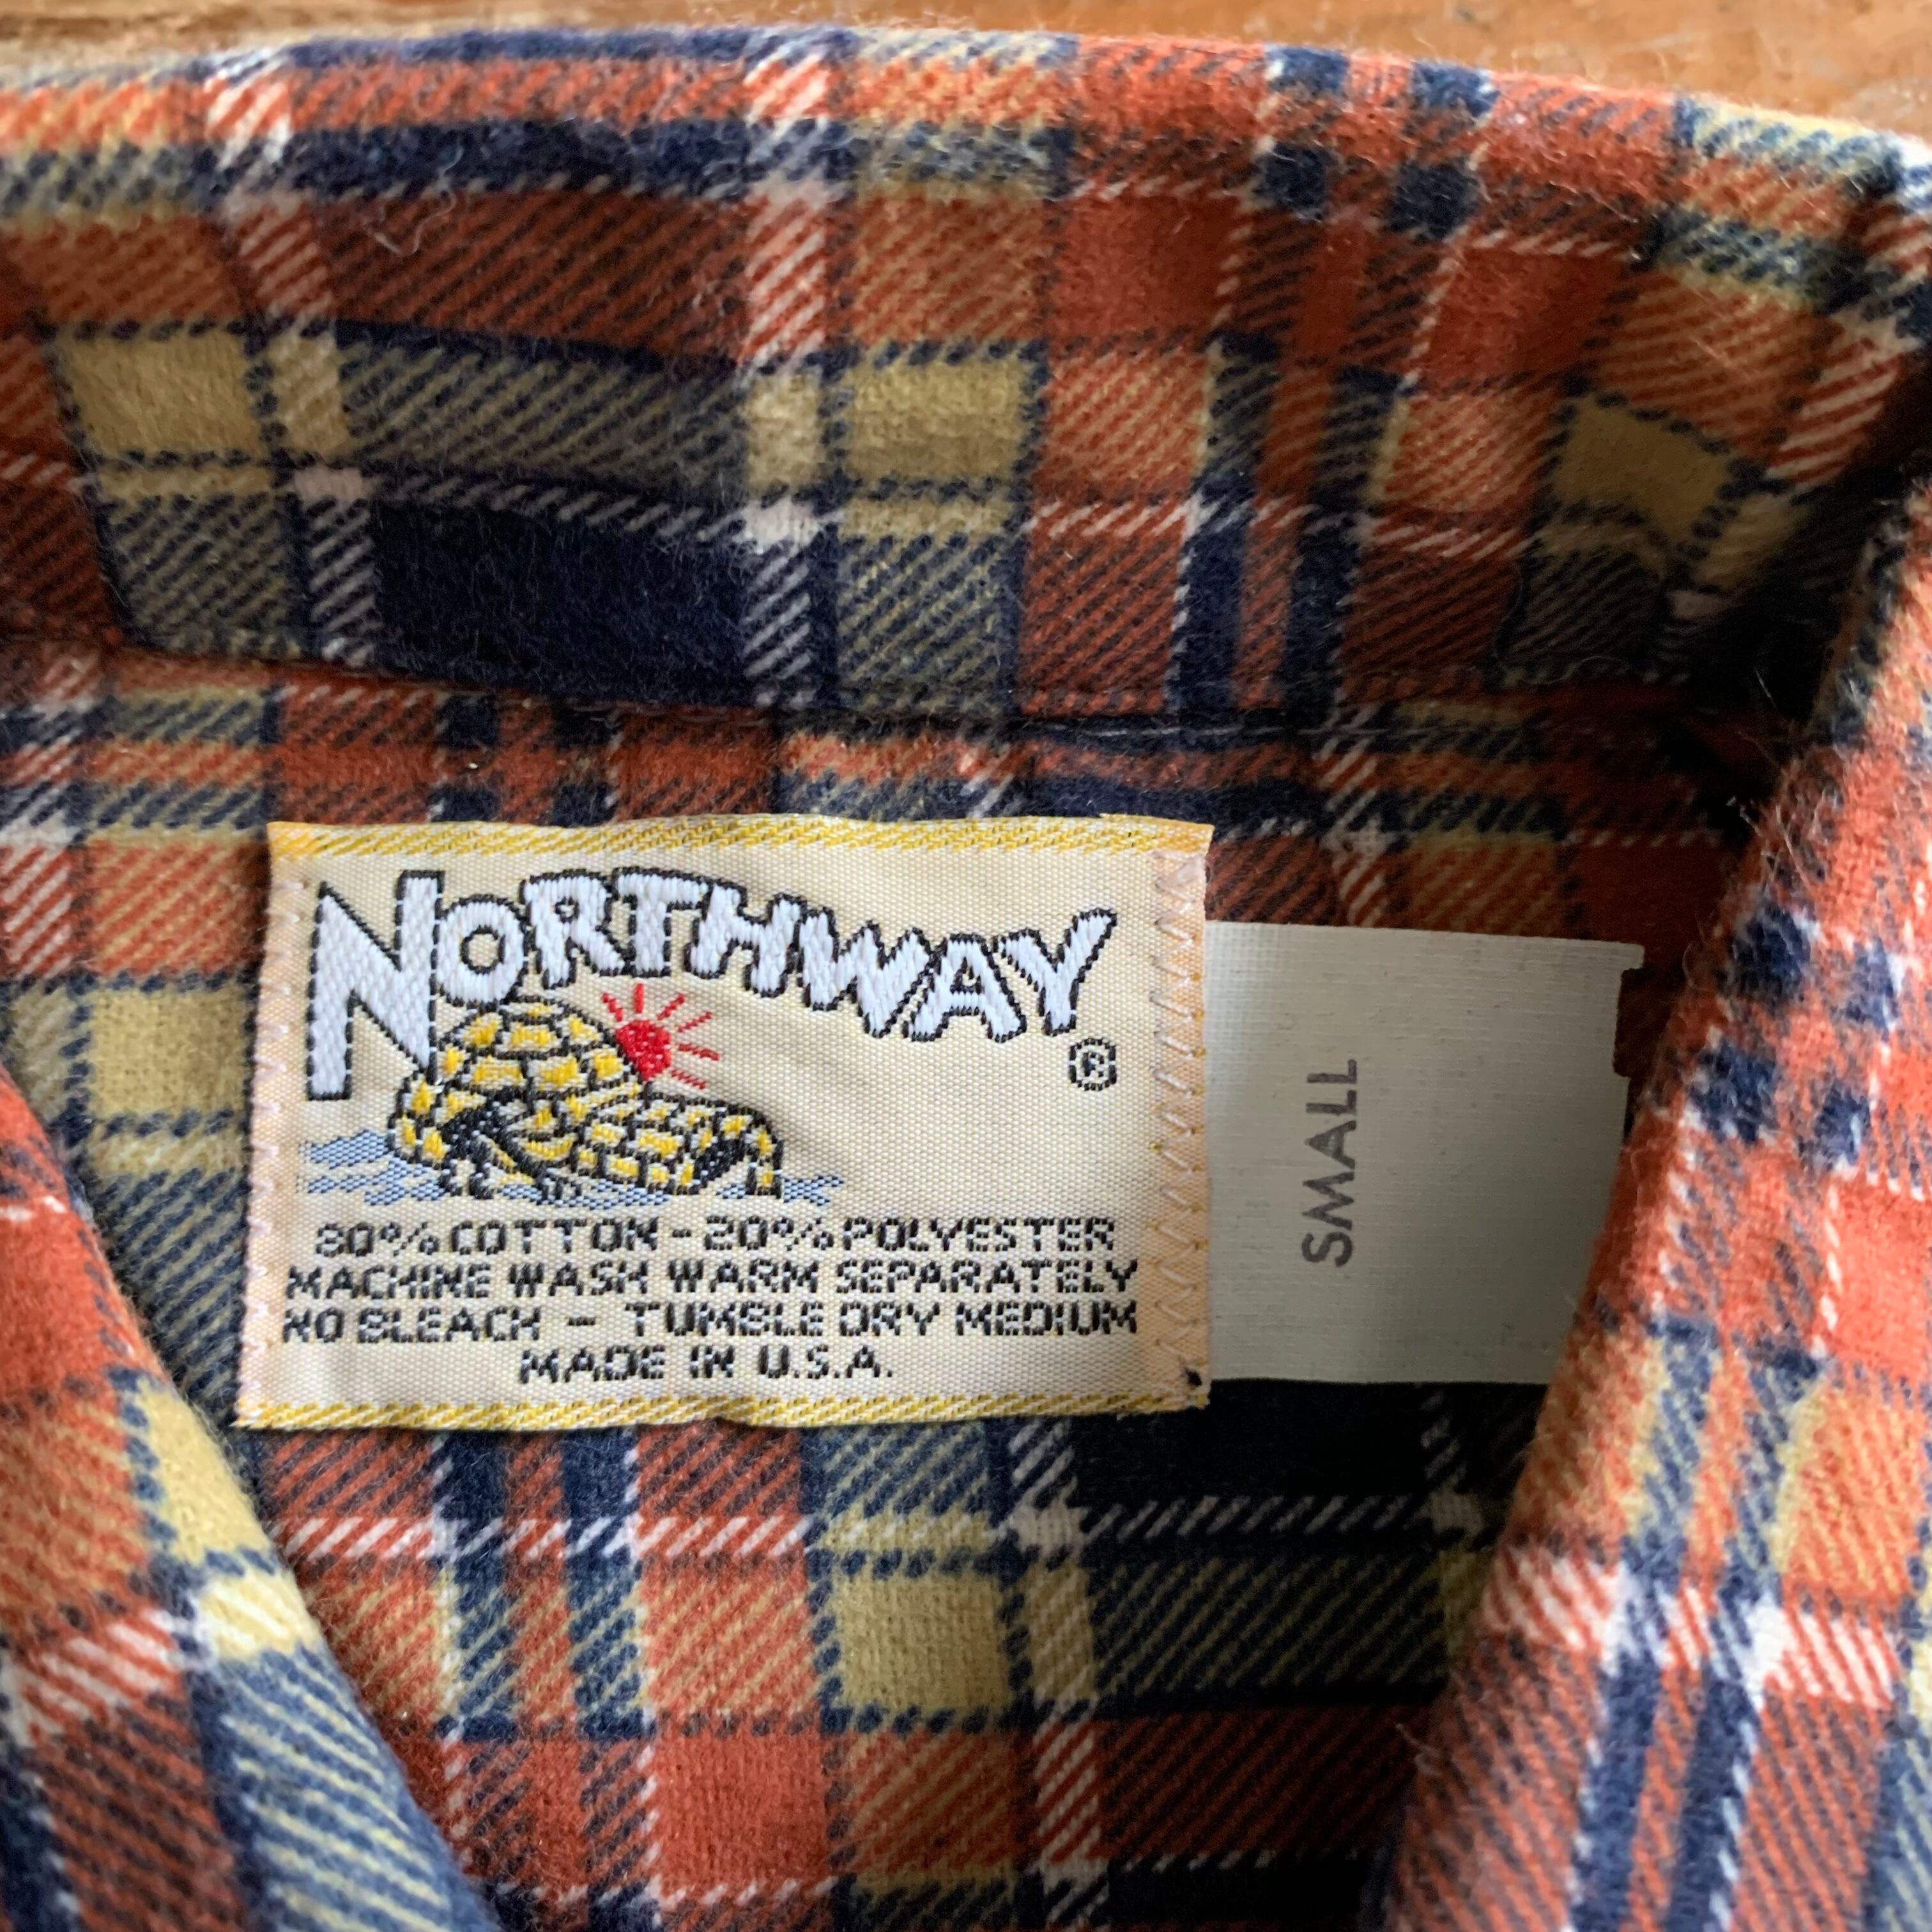 NORTHWAY
®
80% COTTON - 20% POLYESTER
MACHINE WASH WARM SEPARATELY
NO BLEACH - TUMBLE DRY MEDIUM
MADE IN U.S.A.
SMALL